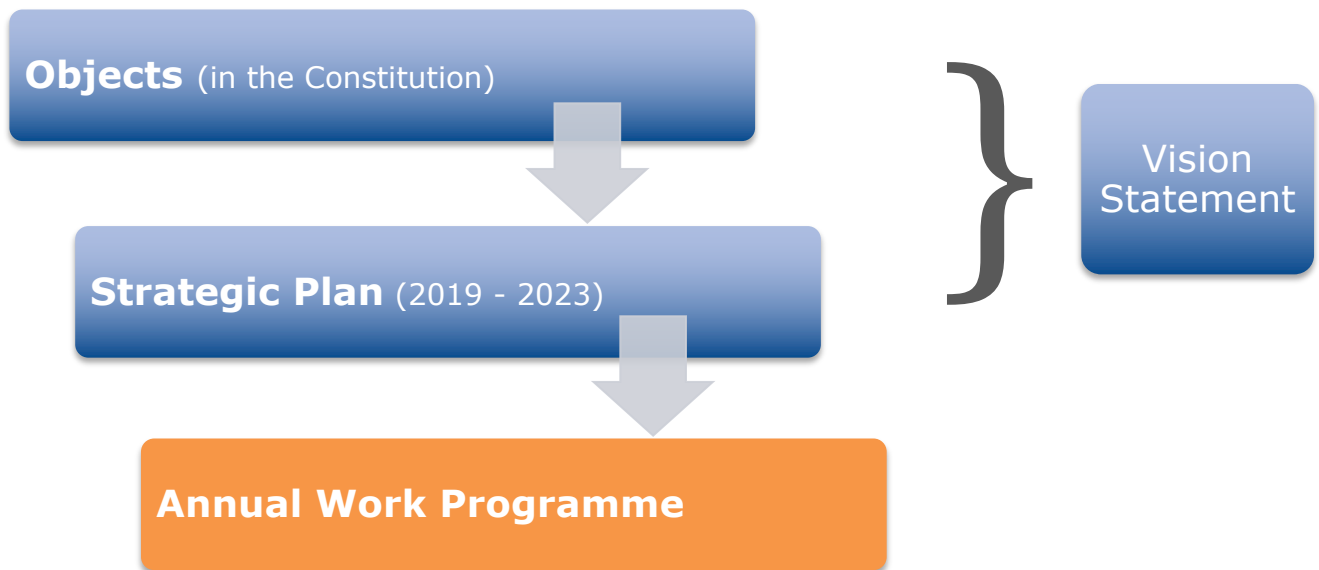 Objects (in the Constitution)
Vision
Statement
Strategic Plan (2019 - 2023)
Annual Work Programme